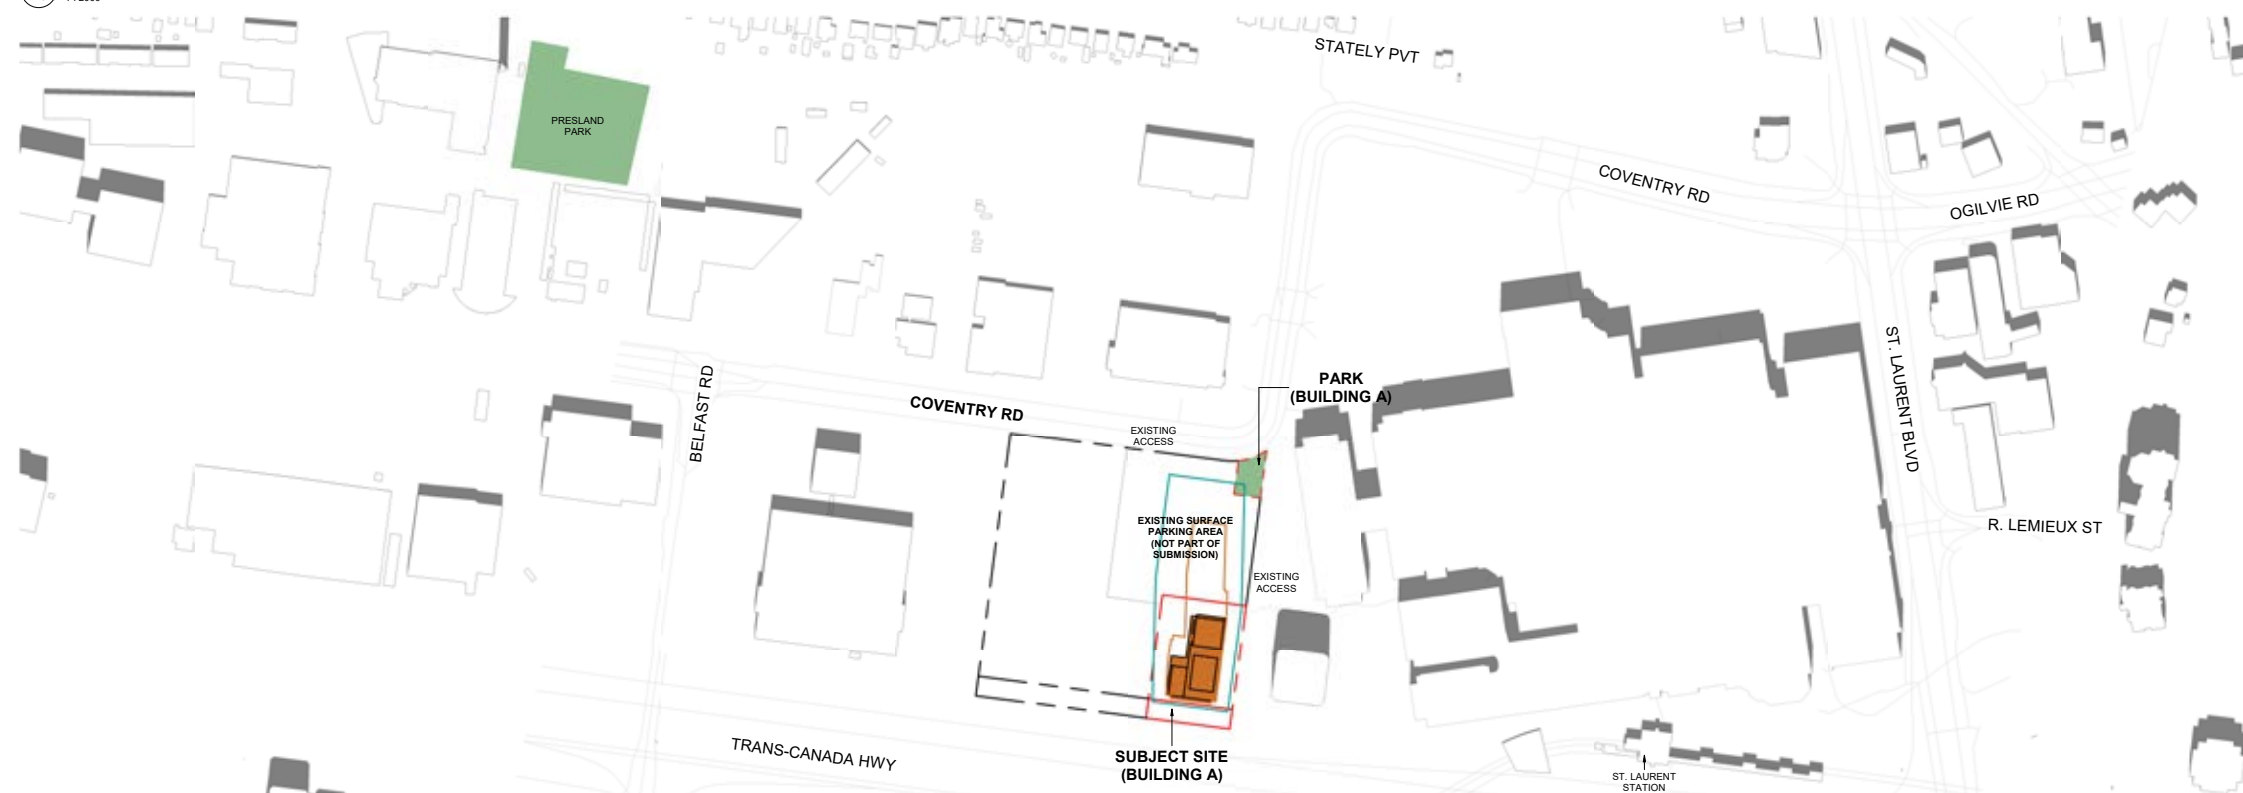 STATELY PVT
PRESLAND
PARK
COVENTRY RD
OGILVIE RD
ST. LAURENT BLVD
BELFAST RD
PARK
(BUILDING A)
COVENTRY RD
EXISTING
ACCESS
EXISTING SURFACE
PARKING AREA
(NOT PART OF
SUBMISSION)
R. LEMIEUX ST
EXISTING
ACCESS
TRANS-CANADA HWY
SUBJECT SITE
(BUILDING A)
ST. LAURENT
STATION